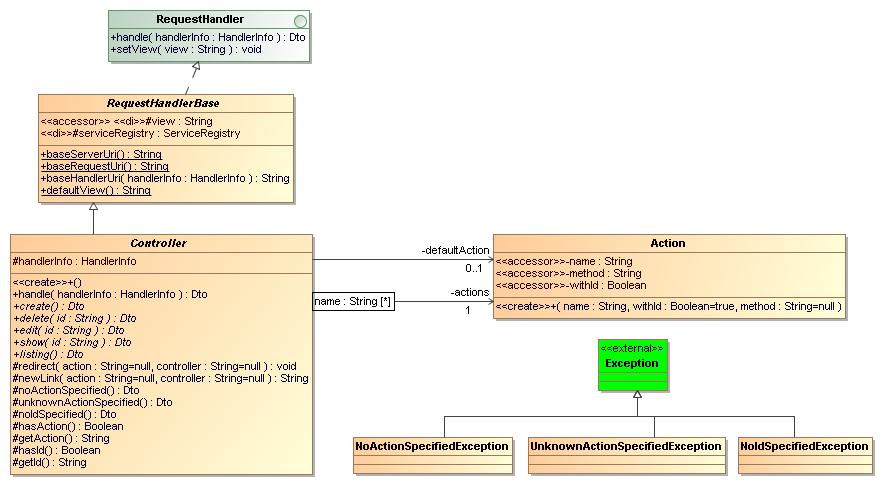 RequestHandler
+handle( handlerInfo : HandlerInfo ) : Dto
+setView( view : String ) : void
RequestHandlerBase
<<accessor>> <<di>>#view : String
<<di>>#serviceRegistry : ServiceRegistry
+baseServerUri() : String
+baseRequestUri() : String
+baseHandlerUri( handlerInfo : HandlerInfo ) : String
+defaultView() : String
Controller
#handlerInfo : HandlerInfo
<<create>>+()
+handle( handlerInfo : HandlerInfo ) : Dto
+create() : Dto
+delete( id : String ) : Dto
+edit( id : String ) : Dto
+show( id : String ) : Dto
+listing() : Dto
#redirect( action : String=null, controller : String=null ) : void
#newLink( action : String=null, controller : String=null ) : String
#noActionSpecified() : Dto
#unknownActionSpecified() : Dto
#noIdSpecified() : Dto
#hasAction() : Boolean
#getAction() : String
#hasId() : Boolean
#getId() : String
-defaultAction
0..1
name : String [*]
-actions
1
Action
<<accessor>>-name : String
<<accessor>>-method : String
<<accessor>>-withId : Boolean
<<create>>+( name : String, withId : Boolean=true, method : String=null )
<<external>>
Exception
NoActionSpecifiedException
UnknownActionSpecifiedException
NoIdSpecifiedException